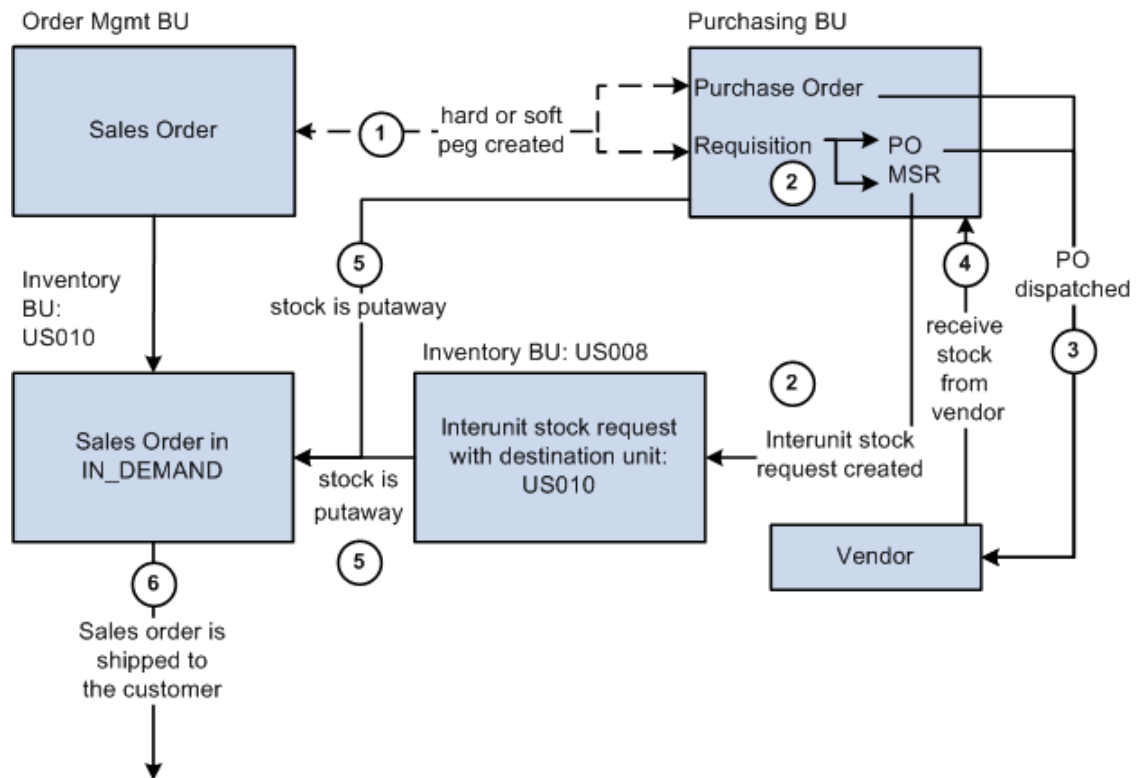 Order Mgmt BU
Purchasing BU
Sales Order
1
hard or soft
peg created
Purchase Order
Requisition
PO
MSR
2
Inventory
BU:
US010
5
stock is putaway
4
receive
stock
from
vendor
PO
dispatched
3
Inventory BU: US008
Sales Order in
IN_DEMAND
stock is
putaway
5
Interunit stock request
with destination unit:
US010
2
Interunit stock
request created
Vendor
6
Sales order is
shipped to
the customer